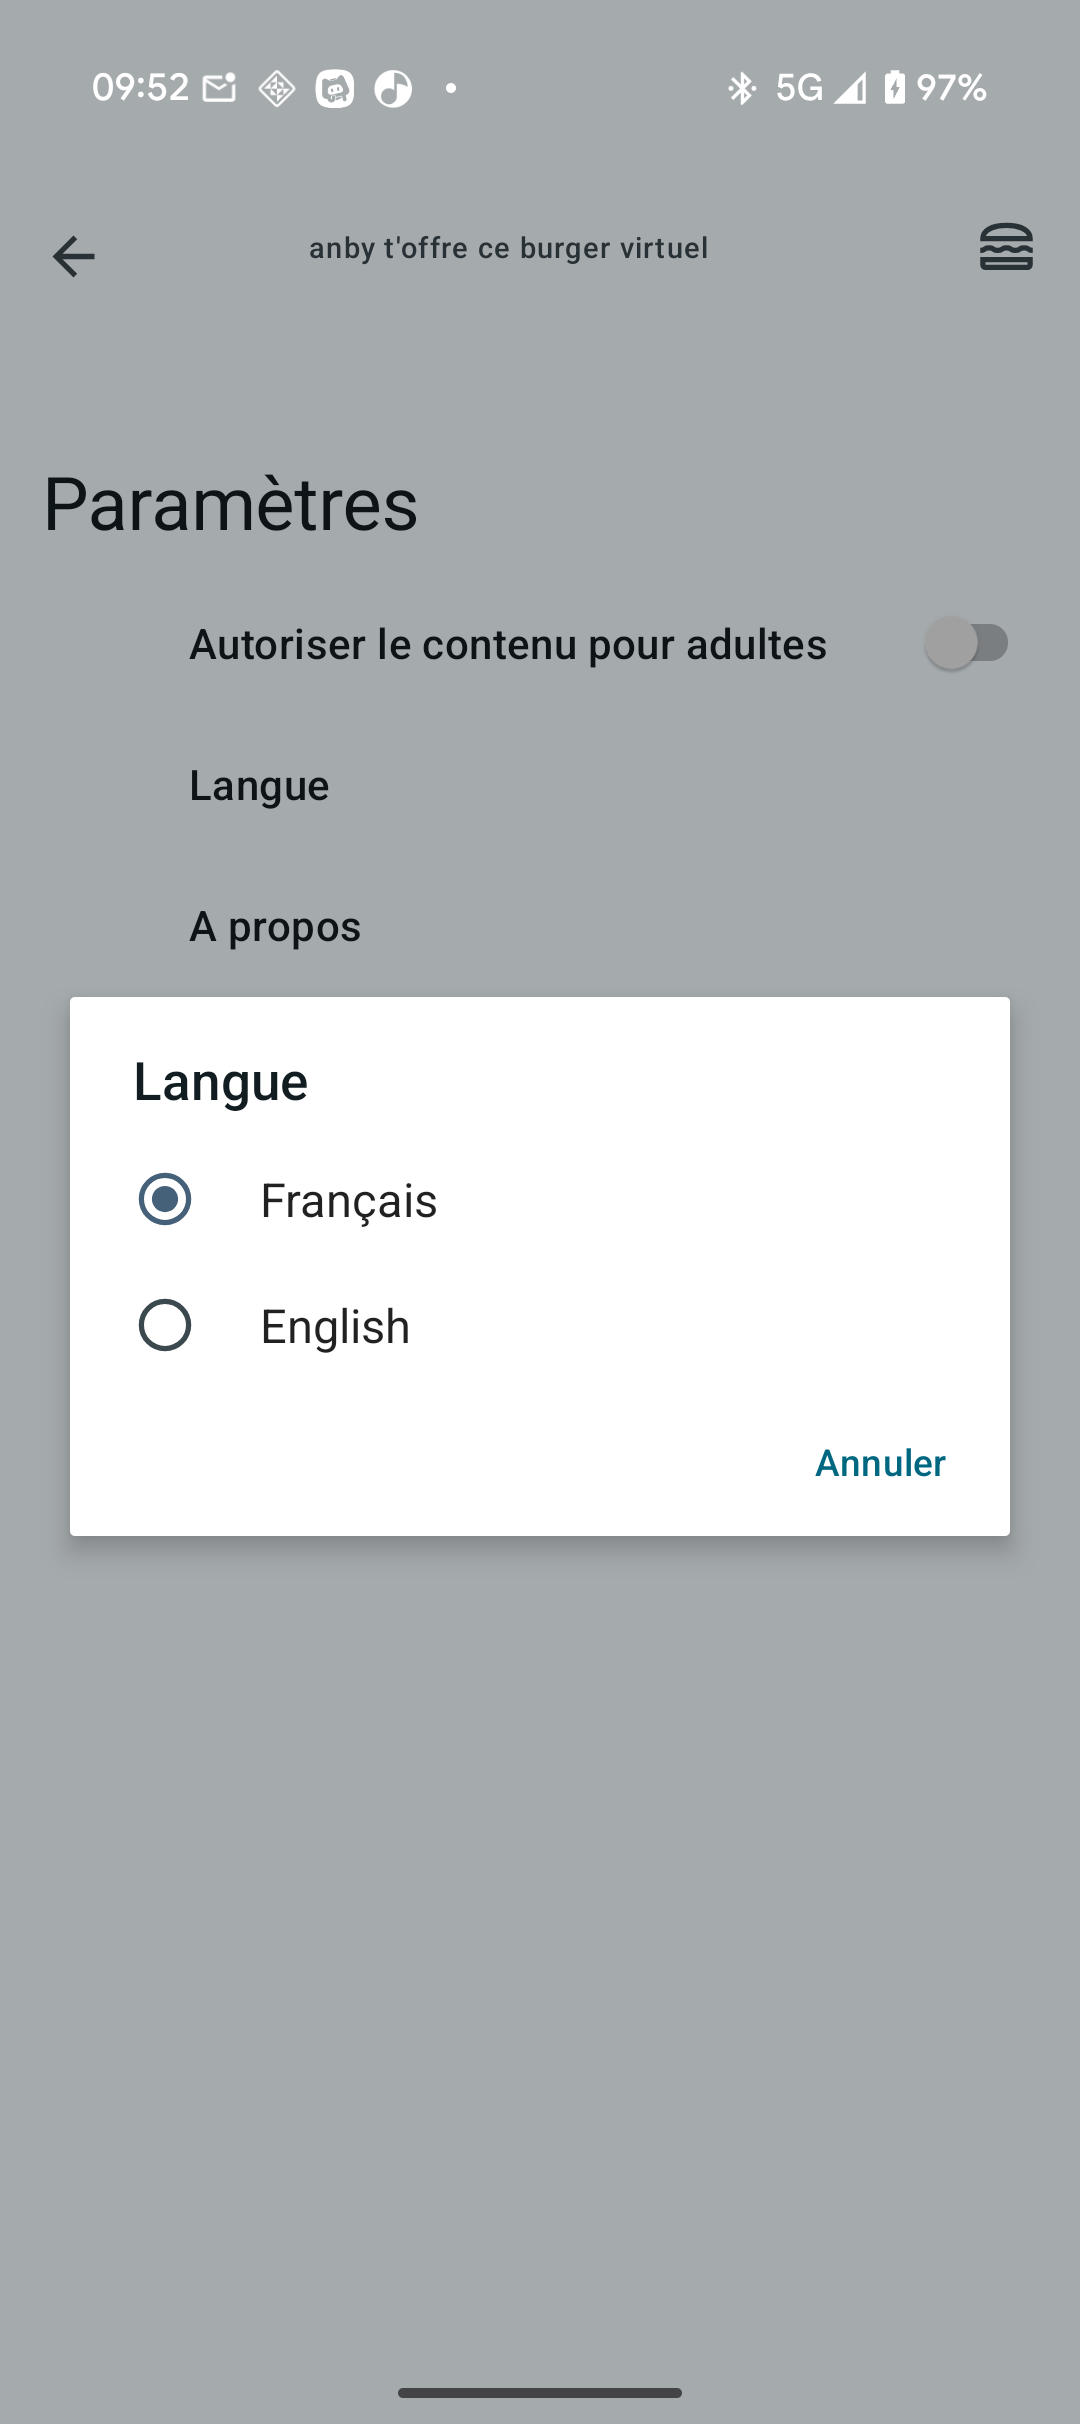 09:52
5G
97%
anby t'offre ce burger virtuel
Paramètres
Autoriser le contenu pour adultes
Langue
A propos
Langue
Français
English
Annuler